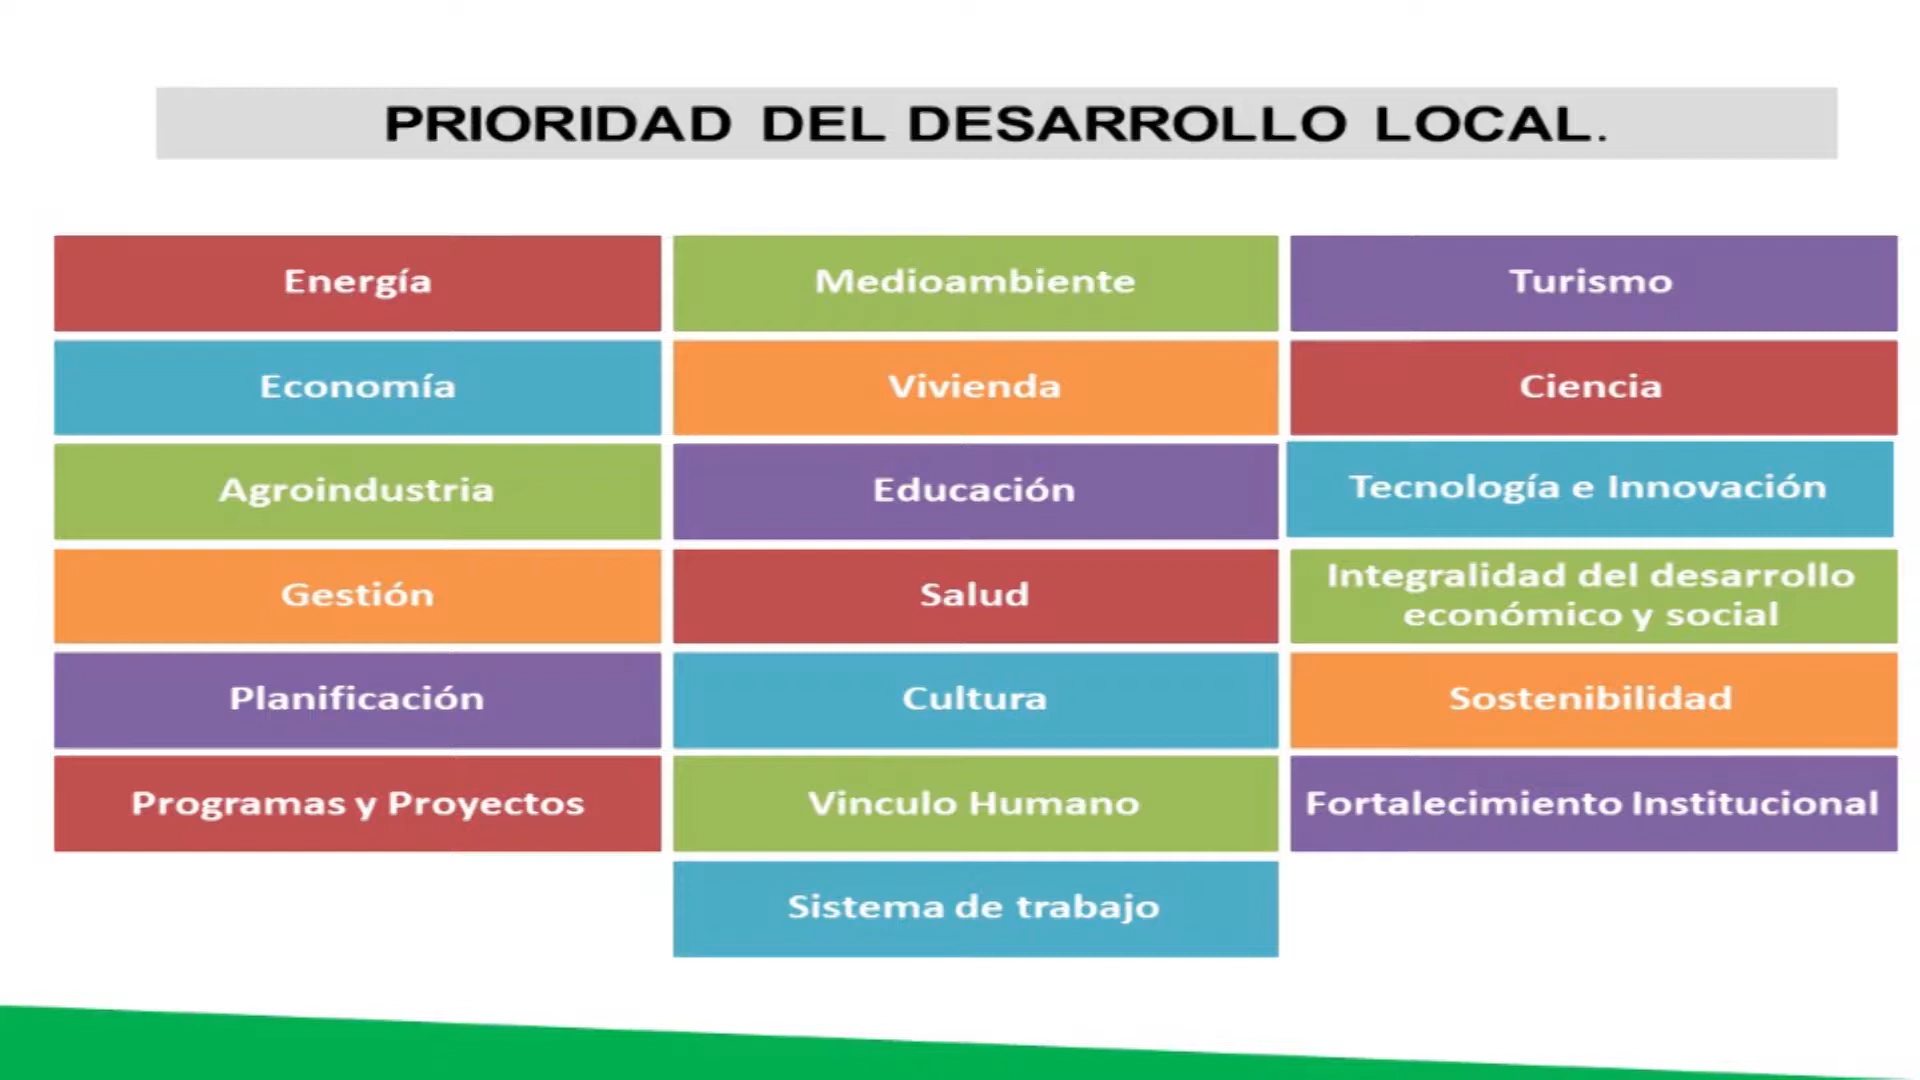 PRIORIDAD DEL DESARROLLO LOCAL.
Energía
Medioambiente
Turismo
Economía
Vivienda
Ciencia
Agroindustria
Educación
Tecnología e Innovación
Gestión
Salud
Integralidad del desarrollo
económico y social
Planificación
Cultura
Sostenibilidad
Programas y Proyectos
Vinculo Humano
Fortalecimiento Institucional
Sistema de trabajo